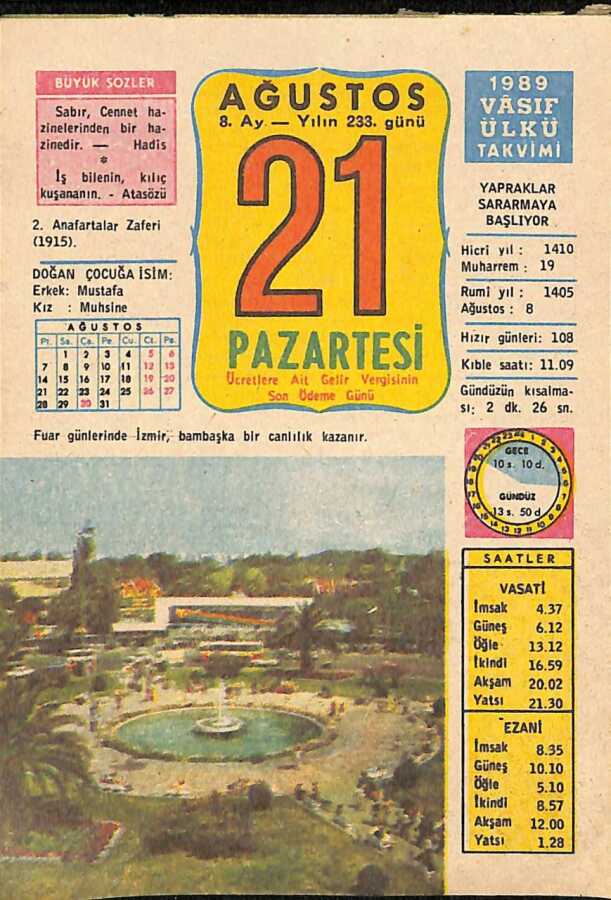 BÜYÜK SÖZLER
Sabır, Cennet ha-
zinelerinden bir ha-
zinedir. — Hadis
*
İş bilenin, kılıç
kuşananın. - Atasözü
2. Anafartalar Zaferi
(1915).
DOĞAN ÇOCUĞA İSİM:
Erkek: Mustafa
Kız : Muhsine
AĞUSTOS
Pt. Sa. Ça. Pe. Cu. Ct. Pa.
1 2 3 4 5 6
7 8 9 10 11 12 13
14 15 16 17 18 19 20
21 22 23 24 25 26 27
28 29 30 31
AĞUSTOS
8. Ay — Yılın 233. günü
21
PAZARTESİ
Ücretlere Ait Gelir Vergisinin
Son Ödeme Günü
1989
VÂSIF
ÜLKÜ
TAKVİMİ
YAPRAKLAR
SARARMAYA
BAŞLIYOR
Hicrî yıl : 1410
Muharrem : 19
Rumî yıl : 1405
Ağustos : 8
Hızır günleri: 108
Kıble saati: 11.09
Gündüzün kısalma-
sı: 2 dk. 26 sn.
Fuar günlerinde İzmir, bambaşka bir canlılık kazanır.
GECE
10 s. 10 d.
GÜNDÜZ
13 s. 50 d.
SAATLER
VASATİ
İmsak 4.37
Güneş 6.12
Öğle 13.12
İkindi 16.59
Akşam 20.02
Yatsı 21.30
EZANİ
İmsak 8.35
Güneş 10.10
Öğle 5.10
İkindi 8.57
Akşam 12.00
Yatsı 1.28